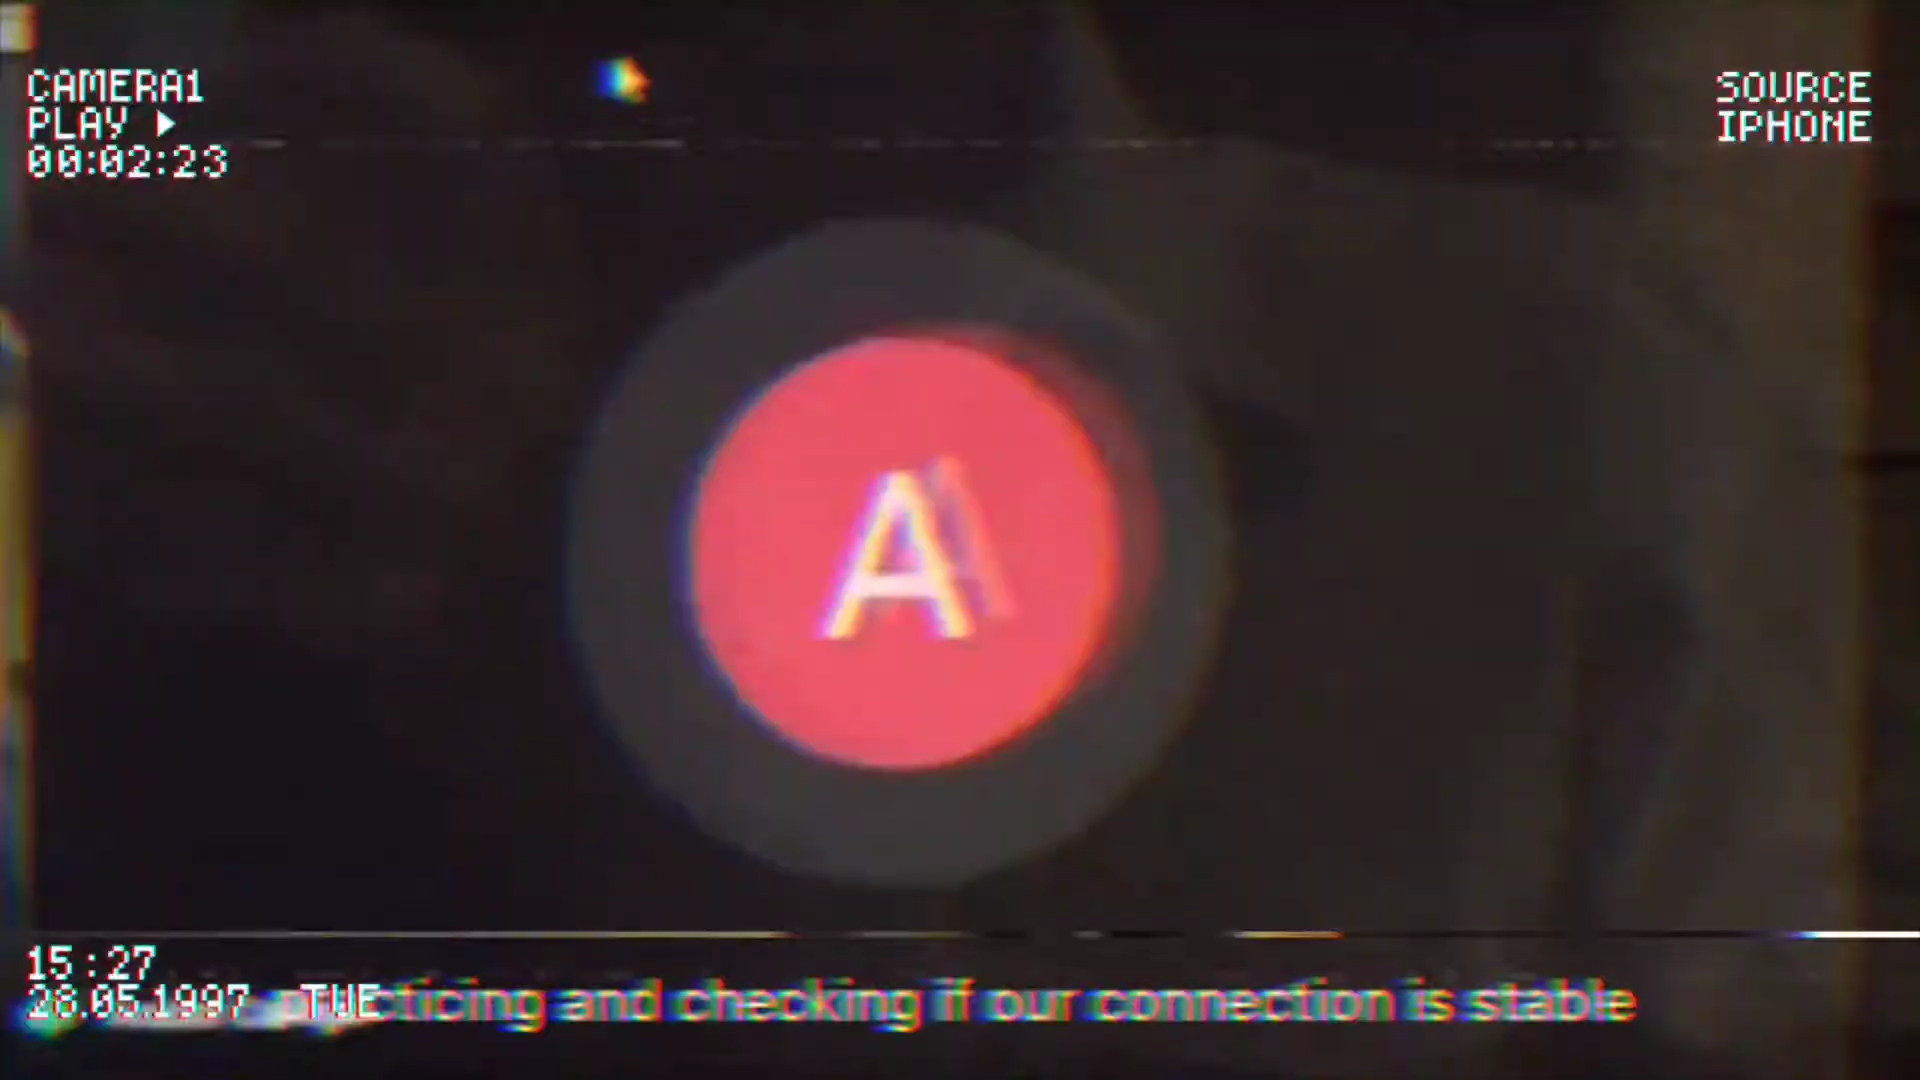 CAMERA1
PLAY
00:02:23
SOURCE
IPHONE
A
15:27
28.05.1997 TUE
practicing and checking if our connection is stable